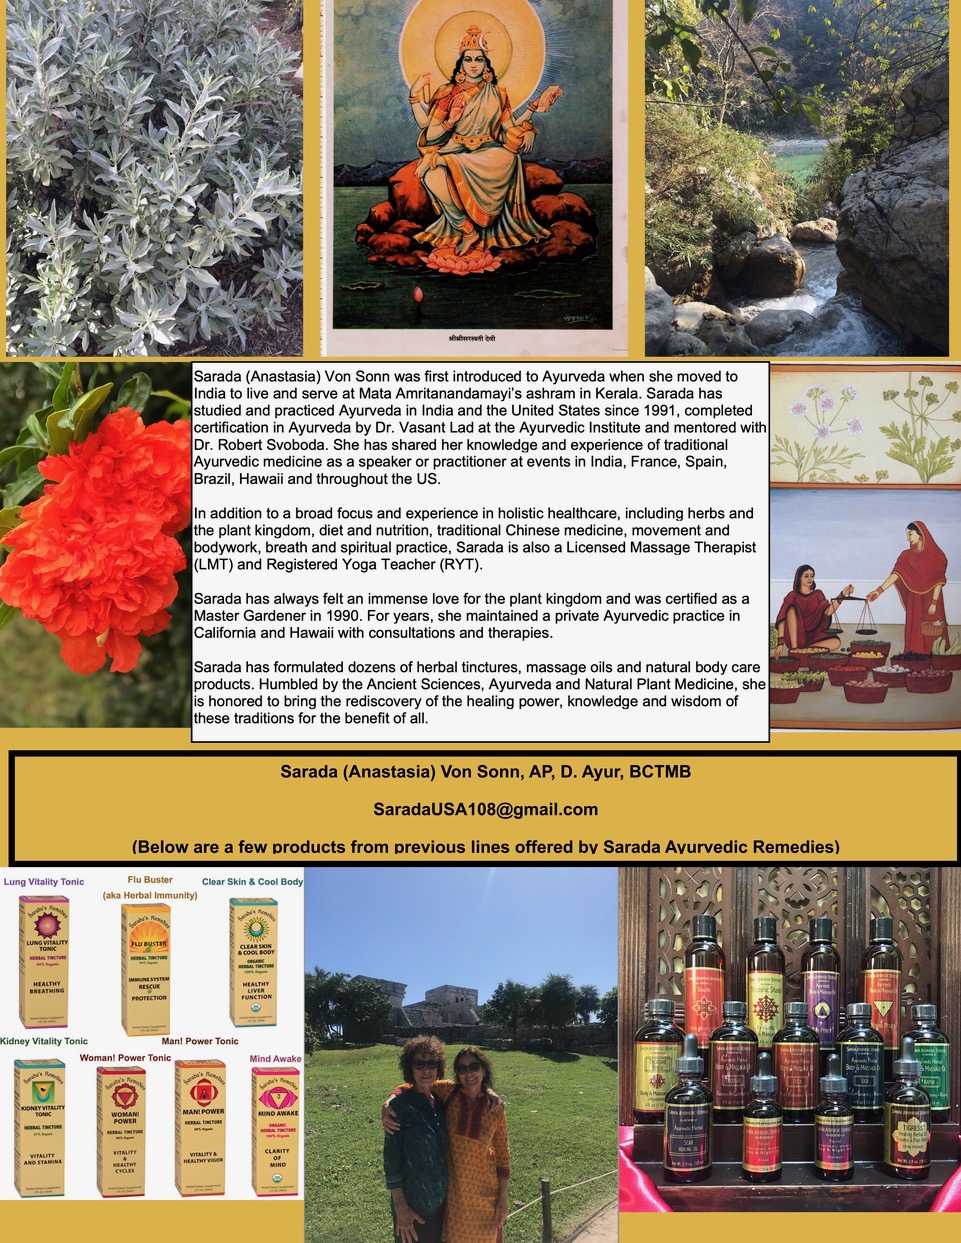 श्रीश्रीसरस्वती देवी
Sarada (Anastasia) Von Sonn was first introduced to Ayurveda when she moved to
India to live and serve at Mata Amritanandamayi's ashram in Kerala. Sarada has
studied and practiced Ayurveda in India and the United States since 1991, completed
certification in Ayurveda by Dr. Vasant Lad at the Ayurvedic Institute and mentored with
Dr. Robert Svoboda. She has shared her knowledge and experience of traditional
Ayurvedic medicine as a speaker or practitioner at events in India, France, Spain,
Brazil, Hawaii and throughout the US.
In addition to a broad focus and experience in holistic healthcare, including herbs and
the plant kingdom, diet and nutrition, traditional Chinese medicine, movement and
bodywork, breath and spiritual practice, Sarada is also a Licensed Massage Therapist
(LMT) and Registered Yoga Teacher (RYT).
Sarada has always felt an immense love for the plant kingdom and was certified as a
Master Gardener in 1990. For years, she maintained a private Ayurvedic practice in
California and Hawaii with consultations and therapies.
Sarada has formulated dozens of herbal tinctures, massage oils and natural body care
products. Humbled by the Ancient Sciences, Ayurveda and Natural Plant Medicine, she
is honored to bring the rediscovery of the healing power, knowledge and wisdom of
these traditions for the benefit of all.
Sarada (Anastasia) Von Sonn, AP, D. Ayur, BCTMB
SaradaUSA108@gmail.com
(Below are a few products from previous lines offered by Sarada Ayurvedic Remedies)
Lung Vitality Tonic
Flu Buster
(aka Herbal Immunity)
Clear Skin & Cool Body
Sarada's Remedies
LUNG VITALITY
TONIC
HERBAL TINCTURE
HEALTHY
BREATHING
Sarada's Remedies
FLU BUSTER
HERBAL TINCTURE
IMMUNE SYSTEM
RESCUE
&
PROTECTION
Sarada's Remedies
CLEAR SKIN
& COOL BODY
ORGANIC
HERBAL TINCTURE
100% Organic
HEALTHY
LIVER
FUNCTION
Kidney Vitality Tonic
Woman! Power Tonic
Man! Power Tonic
Mind Awake
Sarada's Remedies
KIDNEY VITALITY
TONIC
HERBAL TINCTURE
VITALITY
AND STAMINA
Sarada's Remedies
WOMAN!
POWER
HERBAL TINCTURE
VITALITY
&
HEALTHY
CYCLES
Sarada's Remedies
MAN! POWER
HERBAL TINCTURE
VITALITY &
HEALTHY VIGOR
Sarada's Remedies
MIND AWAKE
ORGANIC
HERBAL TINCTURE
100% Organic
CLARITY
OF
MIND
SCAR
HEALING OIL
TIGRESS